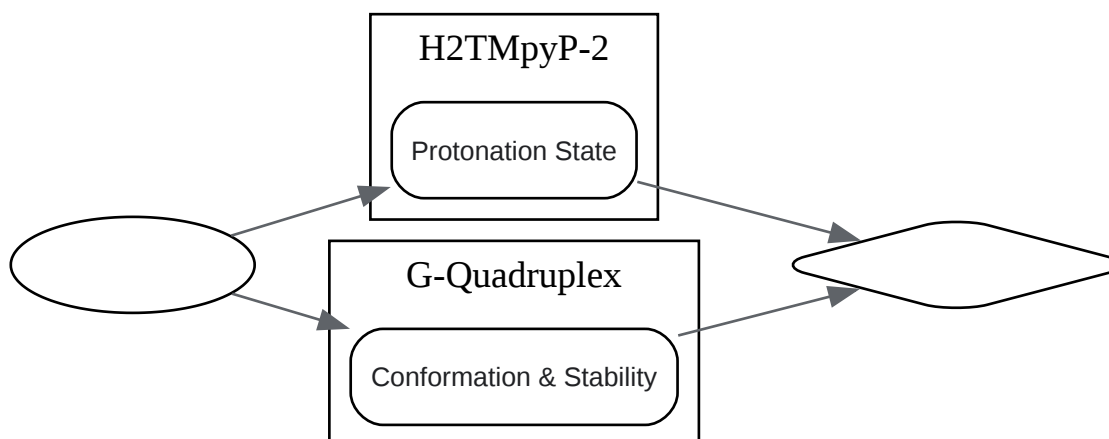 H2TMpyP-2
Protonation State
G-Quadruplex
Conformation & Stability